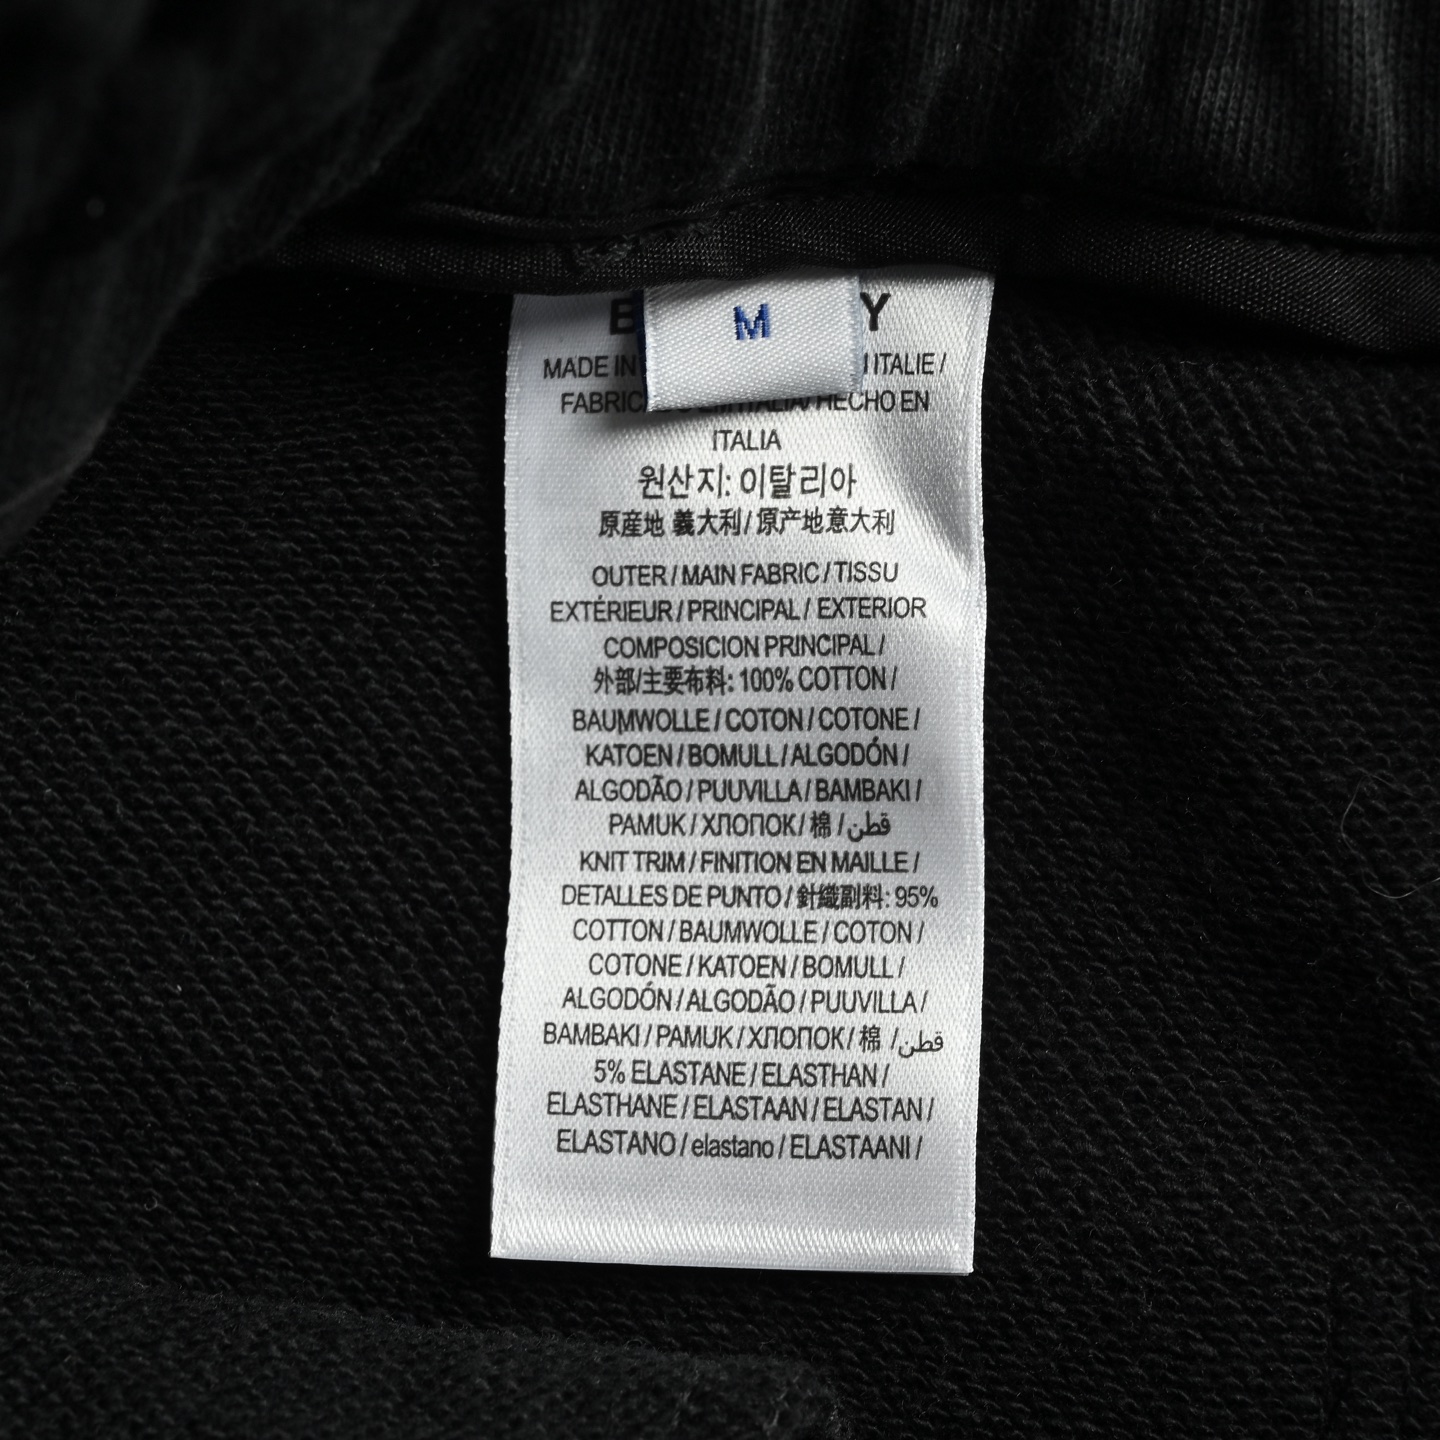 M
MADE IN ITALIE /
HECHO EN
ITALIA
원산지: 이탈리아
原産地 義大利 / 原产地意大利
OUTER / MAIN FABRIC / TISSU
EXTÉRIEUR / PRINCIPAL / EXTERIOR
COMPOSICION PRINCIPAL /
外部/主要布料: 100% COTTON /
BAUMWOLLE / COTON / COTONE /
KATOEN / BOMULL / ALGODÓN /
ALGODÃO / PUUVILLA / BAMBAKI /
PAMUK / ХЛОПОК / 棉 / قطن
KNIT TRIM / FINITION EN MAILLE /
DETALLES DE PUNTO / 針織副料: 95%
COTTON / BAUMWOLLE / COTON /
COTONE / KATOEN / BOMULL /
ALGODÓN / ALGODÃO / PUUVILLA /
BAMBAKI / PAMUK / ХЛОПОК / 棉 / قطن
5% ELASTANE / ELASTHAN /
ELASTHANE / ELASTAAN / ELASTAN /
ELASTANO / elastano / ELASTAANI /